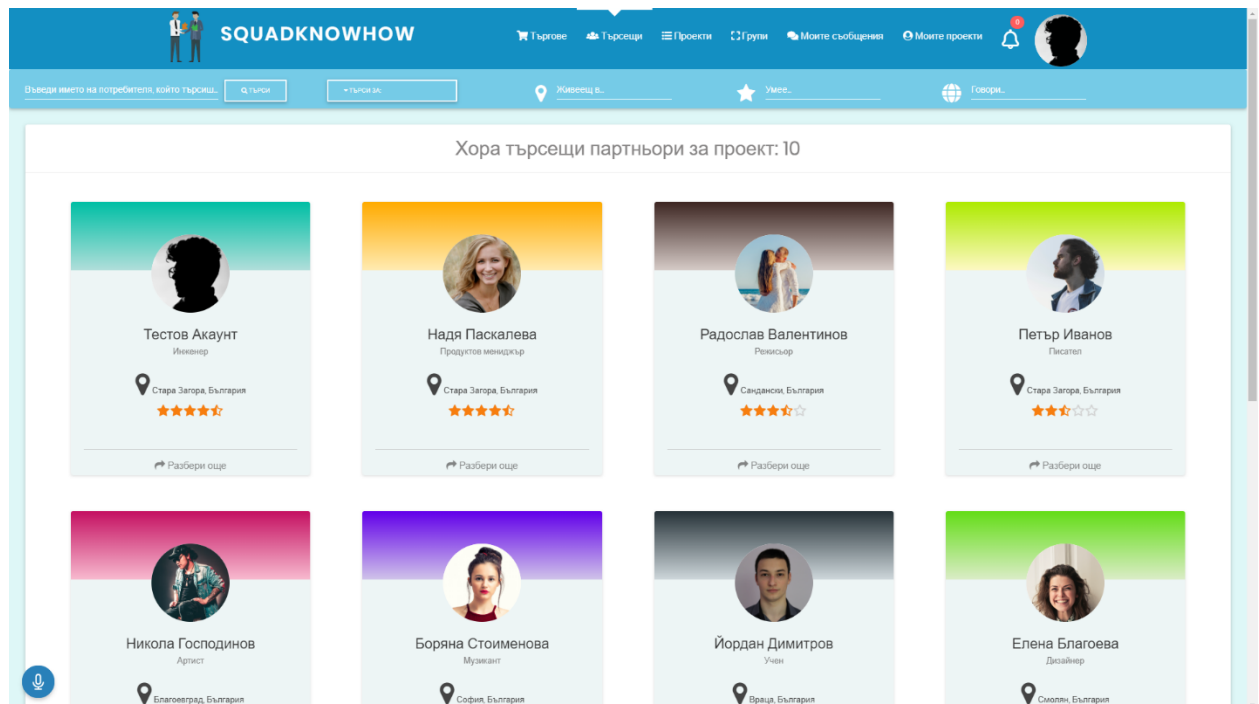 SQUADKNOWHOW
Търгове Търсещи Проекти Групи Моите съобщения Моите проекти 0
Въведи името на потребителя, който търсиш.. ТЪРСИ ТЪРСИ ЗА: Живеещ в.. Умее.. Говори..
Хора търсещи партньори за проект: 10
Тестов Акаунт Надя Паскалева Радослав Валентинов Петър Иванов
Инженер Продуктов мениджър Режисьор Писател
Стара Загора, България Стара Загора, България Сандански, България Стара Загора, България
Разбери още Разбери още Разбери още Разбери още
Никола Господинов Боряна Стоименова Йордан Димитров Елена Благоева
Артист Музикант Учен Дизайнер
Благоевград, България София, България Враца, България Смолян, България